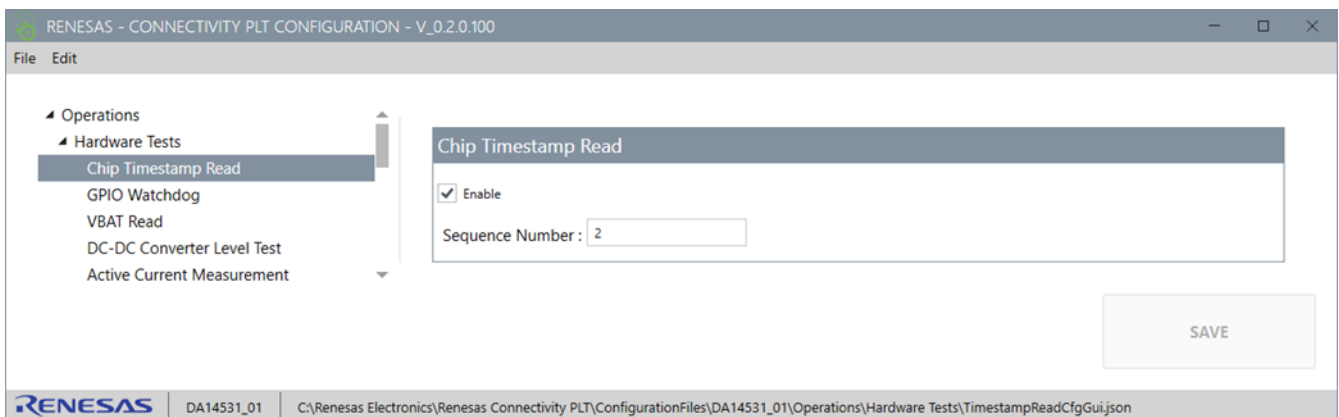 RENESAS - CONNECTIVITY PLT CONFIGURATION - V_0.2.0.100
File Edit
Operations
Hardware Tests
Chip Timestamp Read
GPIO Watchdog
VBAT Read
DC-DC Converter Level Test
Active Current Measurement
Chip Timestamp Read
Enable
Sequence Number : 2
SAVE
RENESAS DA14531_01 C:\Renesas Electronics\Renesas Connectivity PLT\ConfigurationFiles\DA14531_01\Operations\Hardware Tests\TimestampReadCfgGui.json